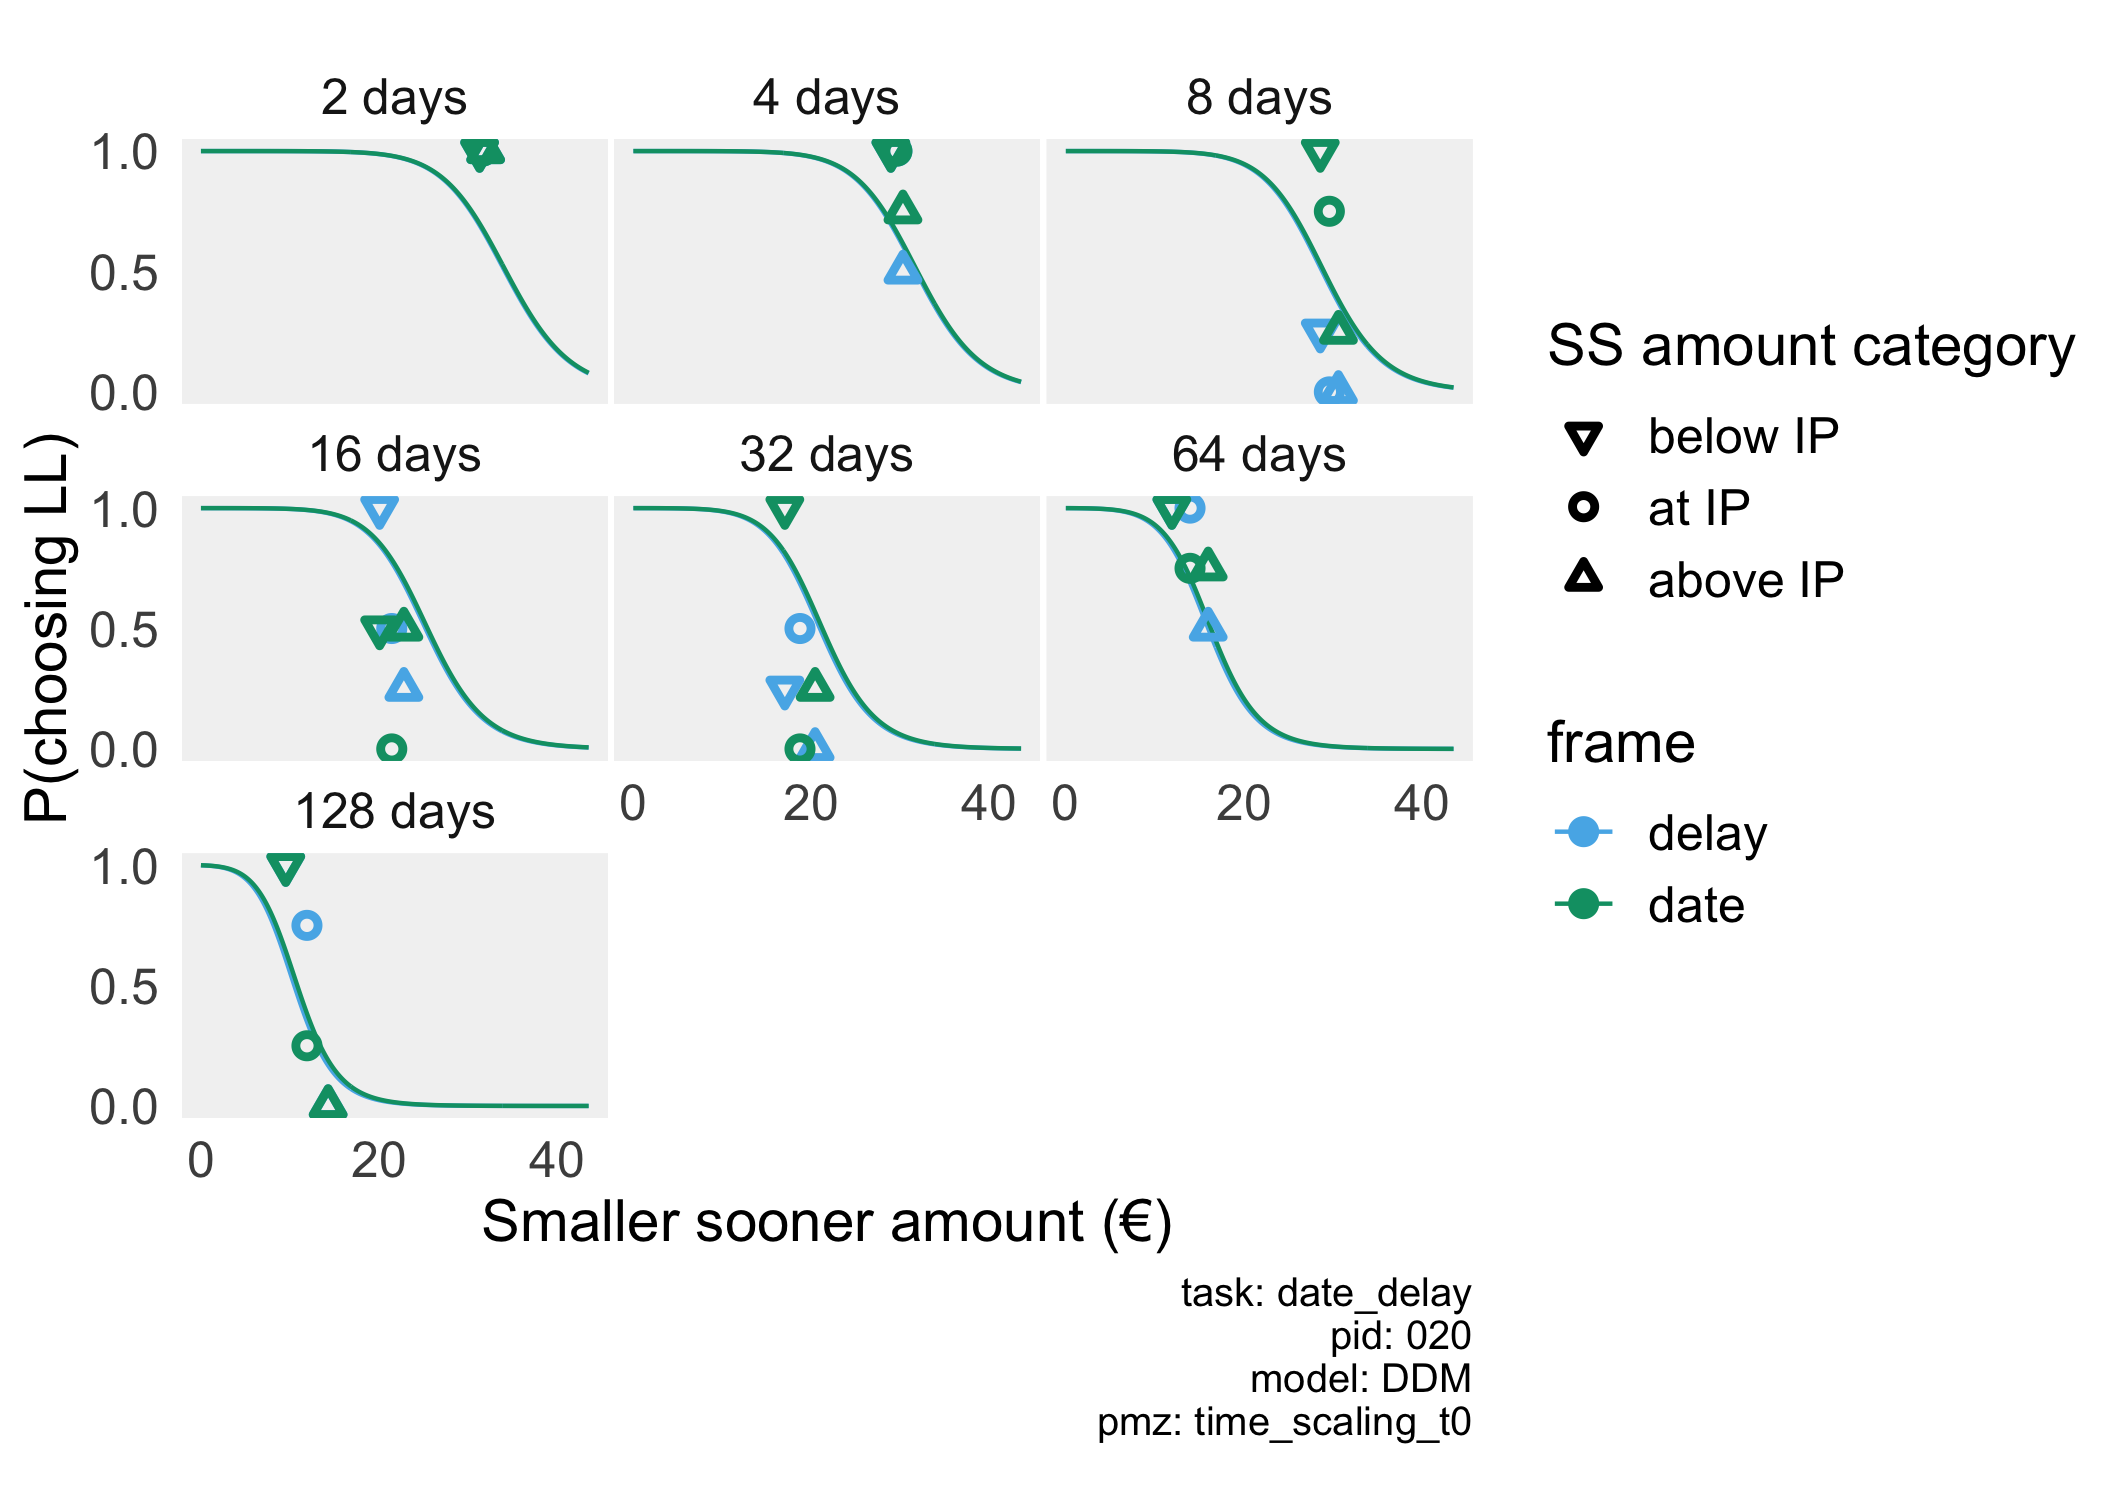 2 days
4 days
8 days
1.0
0.5
0.0
16 days
32 days
64 days
1.0
0.5
0.0
0 20 40
0 20 40
128 days
1.0
0.5
0.0
0 20 40
P(choosing LL)
Smaller sooner amount (€)
SS amount category
below IP
at IP
above IP
frame
delay
date
task: date_delay
pid: 020
model: DDM
pmz: time_scaling_t0